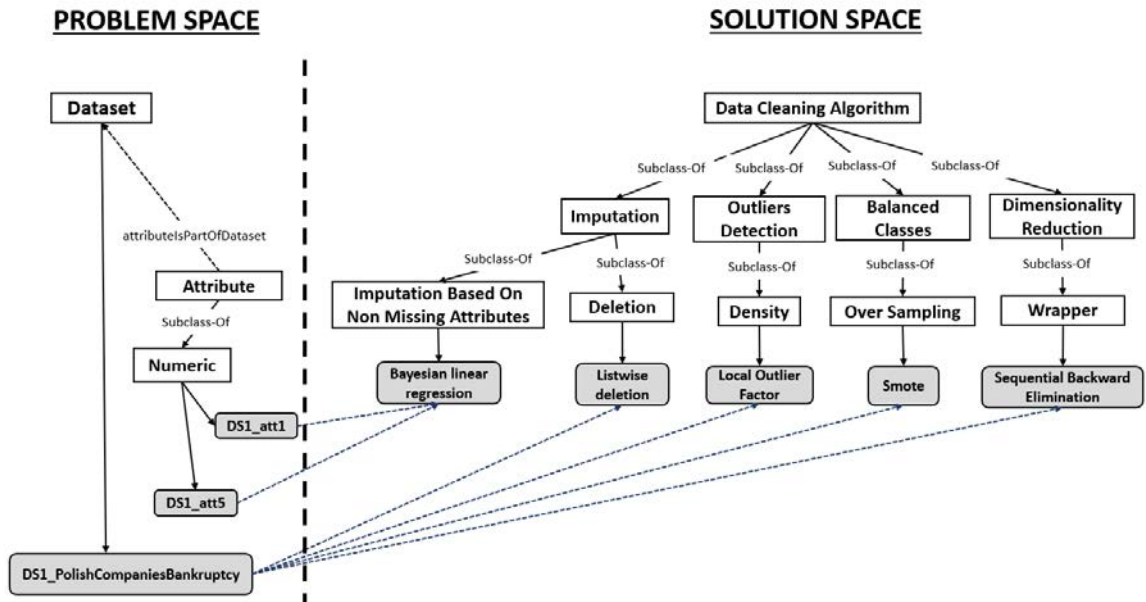 PROBLEM SPACE
SOLUTION SPACE
Dataset
Data Cleaning Algorithm
Subclass-Of
Subclass-Of
Subclass-Of
Subclass-Of
Imputation
Outliers
Detection
Balanced
Classes
Dimensionality
Reduction
attributeIsPartOfDataset
Attribute
Subclass-Of
Subclass-Of
Subclass-Of
Subclass-Of
Subclass-Of
Imputation Based On
Non Missing Attributes
Deletion
Density
Over Sampling
Wrapper
Subclass-Of
Numeric
Bayesian linear
regression
Listwise
deletion
Local Outlier
Factor
Smote
Sequential Backward
Elimination
DS1_att1
DS1_att5
DS1_PolishCompaniesBankruptcy